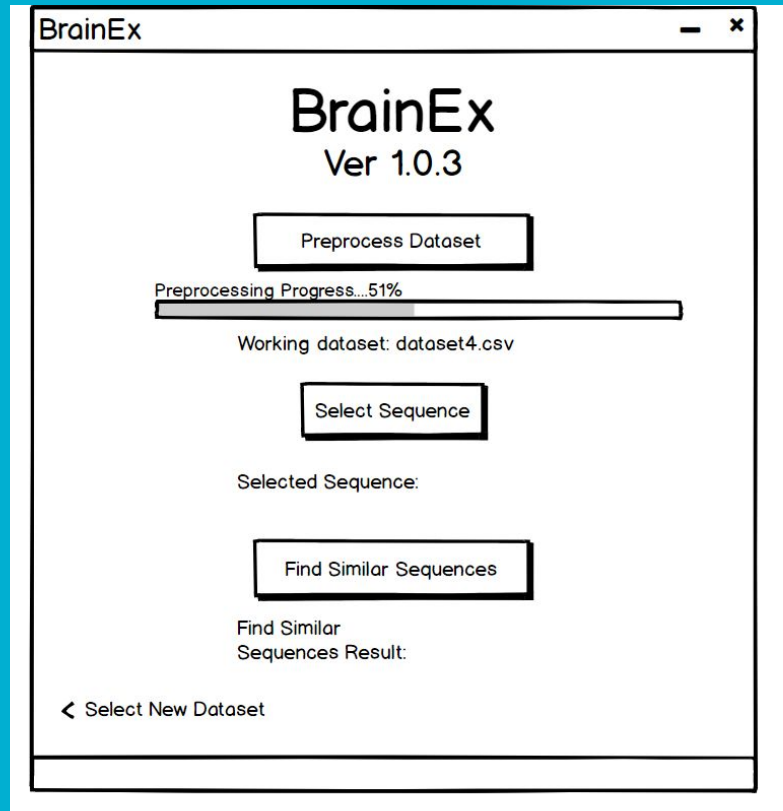 BrainEx
BrainEx
Ver 1.0.3
Preprocess Dataset
Preprocessing Progress....51%
Working dataset: dataset4.csv
Select Sequence
Selected Sequence:
Find Similar Sequences
Find Similar
Sequences Result:
Select New Dataset